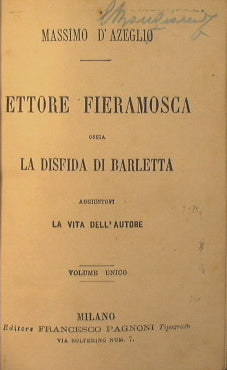 MASSIMO D'AZEGLIO
ETTORE FIERAMOSCA
OSSIA
LA DISFIDA DI BARLETTA
AGGIUNTOVI
LA VITA DELL'AUTORE
VOLUME UNICO
MILANO
Editore FRANCESCO PAGNONI Tipografo
VIA SOLFERINO NUM. 7.